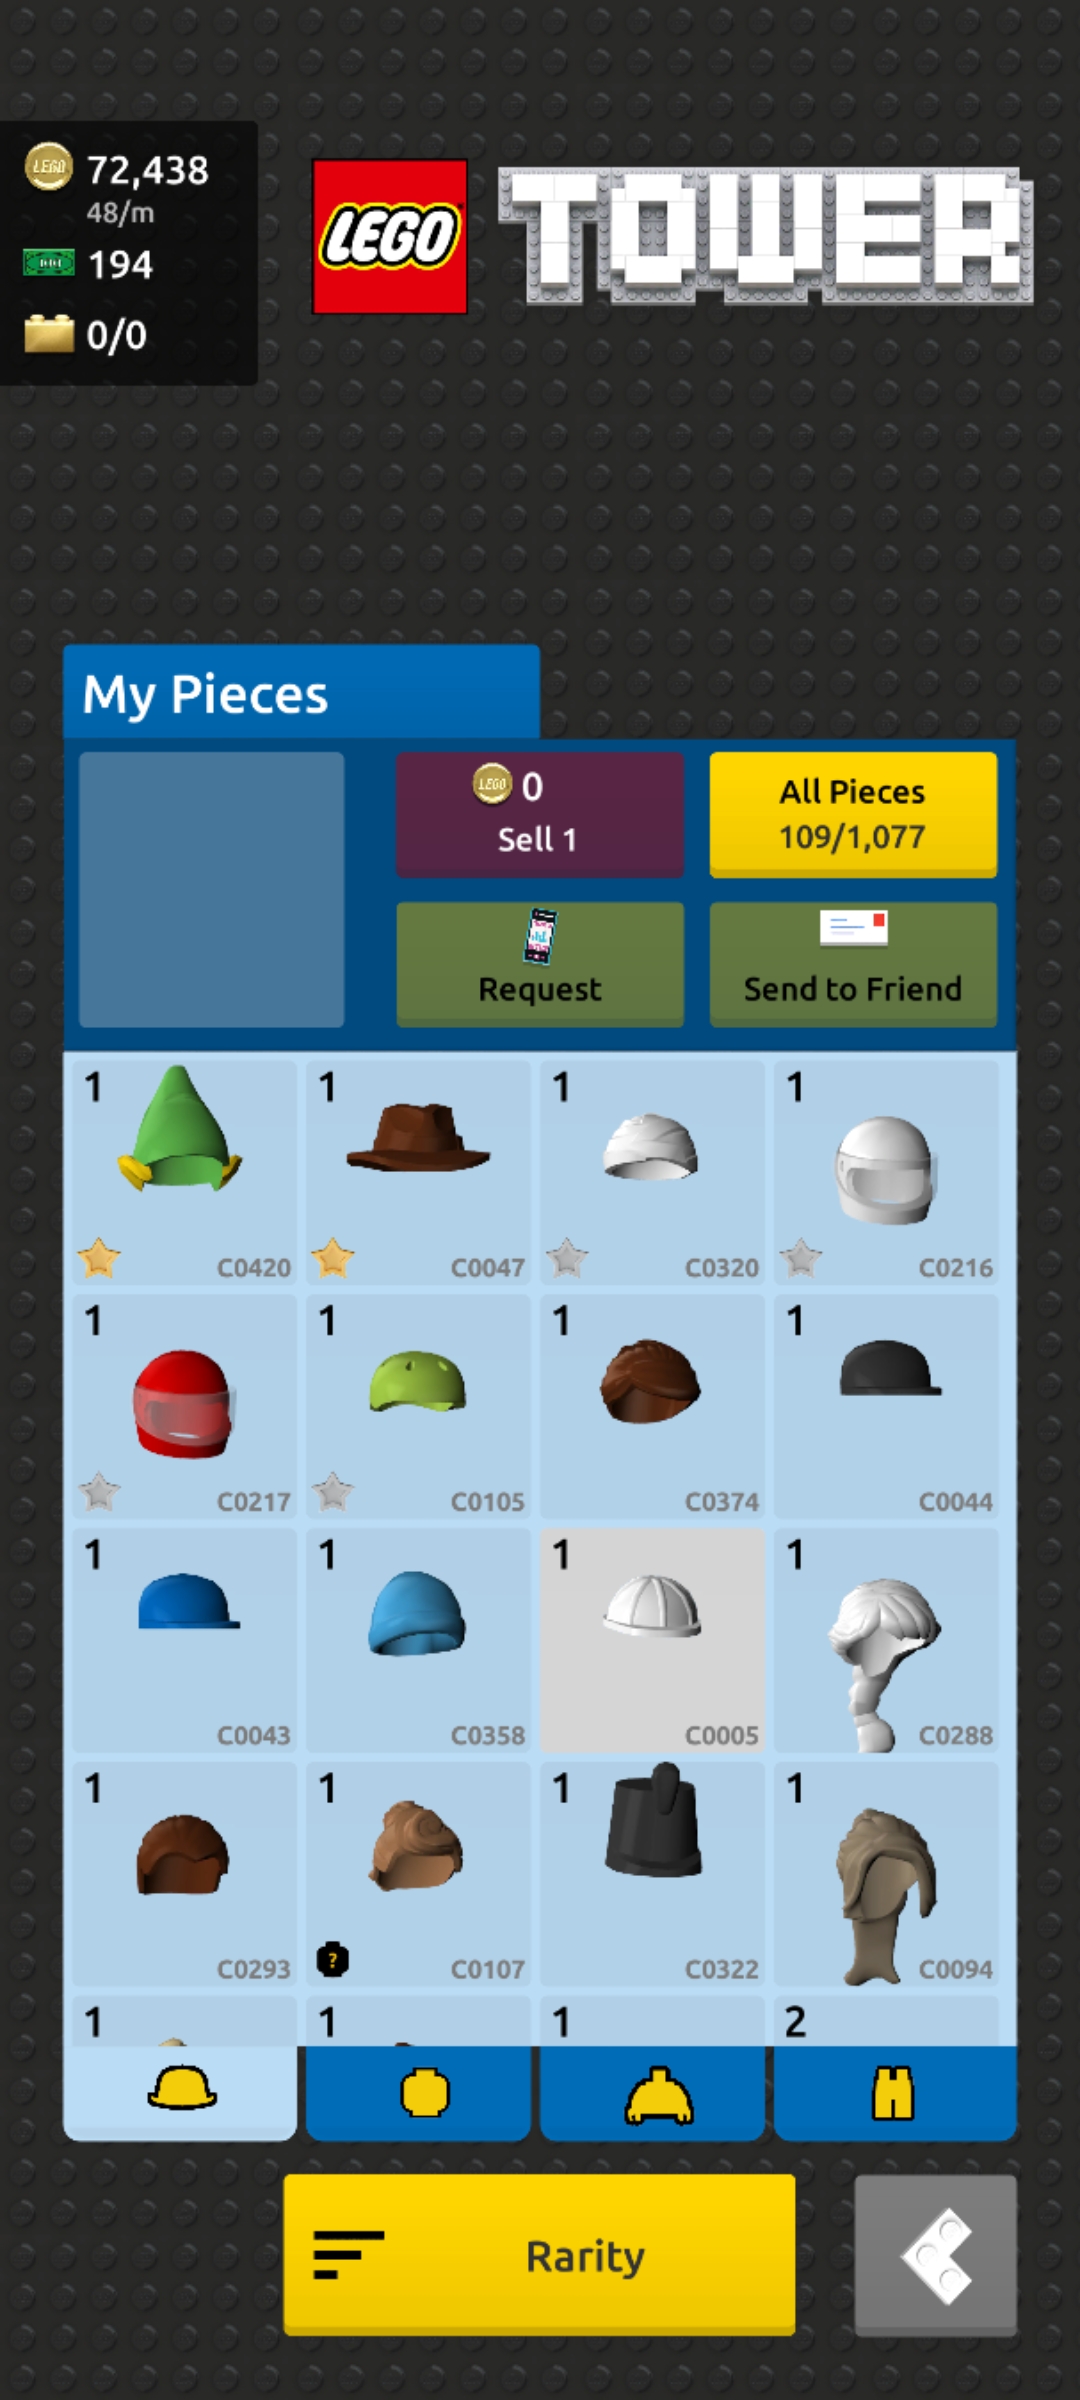 72,438
48/m
194
0/0
LEGO
TOWER
My Pieces
LEGO 0
Sell 1
All Pieces
109/1,077
Request
Send to Friend
1 1 1 1
C0420 C0047 C0320 C0216
1 1 1 1
C0217 C0105 C0374 C0044
1 1 1 1
C0043 C0358 C0005 C0288
1 1 1 1
C0293 ? C0107 C0322 C0094
1 1 1 2
Rarity